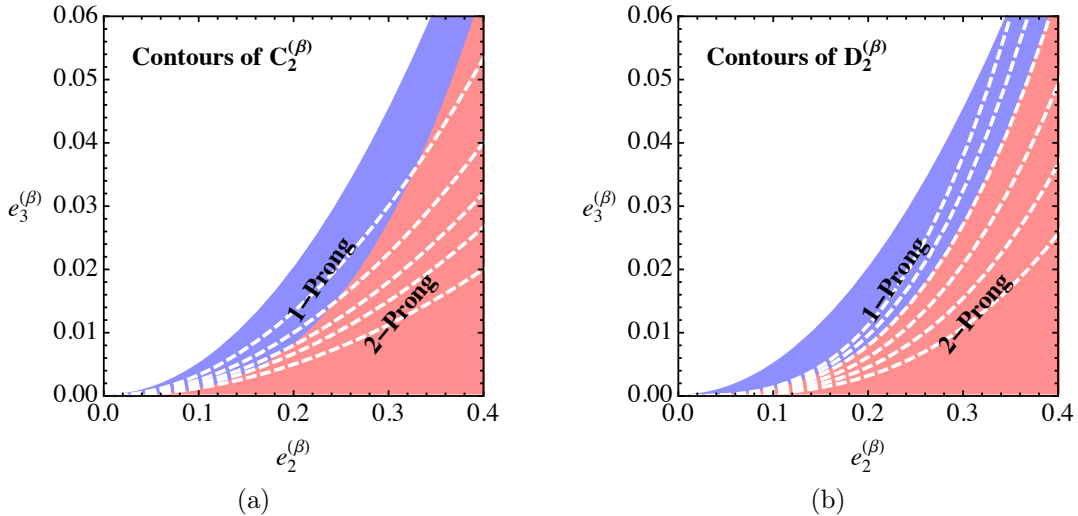 Contours of C₂^(β)
0.06
0.05
0.04
0.03
0.02
0.01
0.00
e₃^(β)
1–Prong
2–Prong
0.0 0.1 0.2 0.3 0.4
e₂^(β)
(a)
Contours of D₂^(β)
0.06
0.05
0.04
0.03
0.02
0.01
0.00
e₃^(β)
1–Prong
2–Prong
0.0 0.1 0.2 0.3 0.4
e₂^(β)
(b)